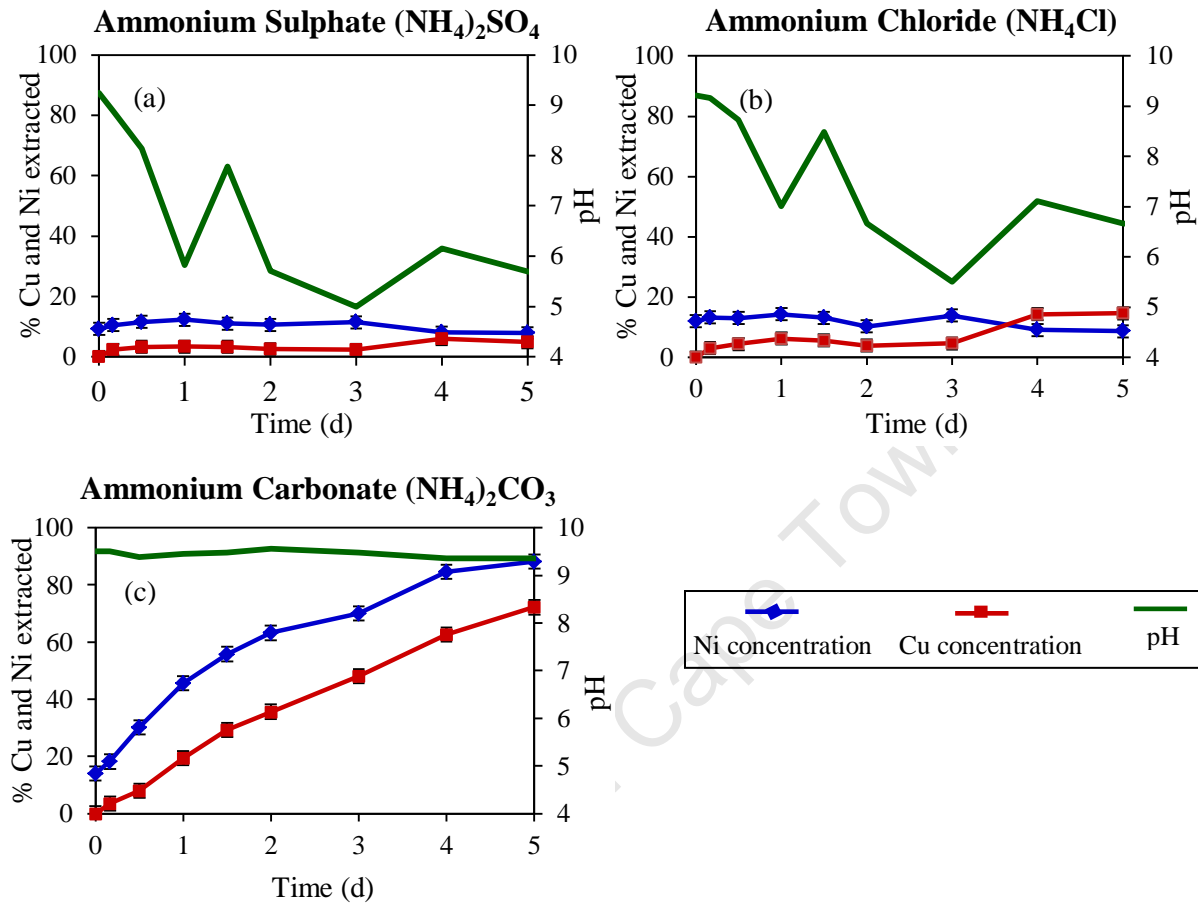 Ammonium Sulphate (NH₄)₂SO₄
100
80
60
40
20
0
% Cu and Ni extracted
(a)
10
9
8
7
6
5
4
pH
0 1 2 3 4 5
Time (d)
Ammonium Chloride (NH₄Cl)
100
80
60
40
20
0
% Cu and Ni extracted
(b)
10
9
8
7
6
5
4
pH
0 1 2 3 4 5
Time (d)
Ammonium Carbonate (NH₄)₂CO₃
100
80
60
40
20
0
% Cu and Ni extracted
(c)
10
9
8
7
6
5
4
pH
0 1 2 3 4 5
Time (d)
Ni concentration Cu concentration pH
Cape Tow